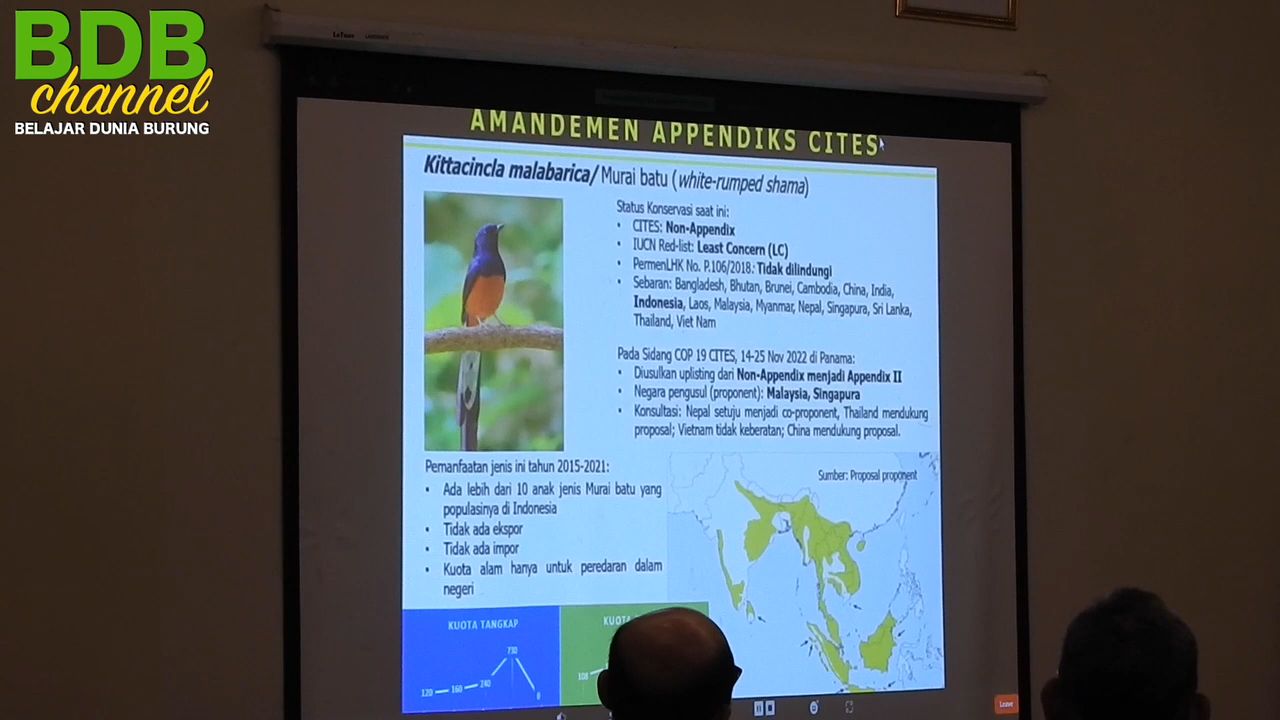 BDB
channel
BELAJAR DUNIA BURUNG
AMANDEMEN APPENDIKS CITES
Kittacincla malabarica/ Murai batu (white-rumped shama)
Status Konservasi saat ini:
• CITES: Non-Appendix
• IUCN Red-list: Least Concern (LC)
• PermenLHK No. P.106/2018: Tidak dilindungi
• Sebaran: Bangladesh, Bhutan, Brunei, Cambodia, China, India,
Indonesia, Laos, Malaysia, Myanmar, Nepal, Singapura, Sri Lanka,
Thailand, Viet Nam
Pada Sidang COP 19 CITES, 14-25 Nov 2022 di Panama:
• Diusulkan uplisting dari Non-Appendix menjadi Appendix II
• Negara pengusul (proponent): Malaysia, Singapura
• Konsultasi: Nepal setuju menjadi co-proponent, Thailand mendukung
proposal; Vietnam tidak keberatan; China mendukung proposal.
Pemanfaatan jenis ini tahun 2015-2021:
• Ada lebih dari 10 anak jenis Murai batu yang
populasinya di Indonesia
• Tidak ada ekspor
• Tidak ada impor
• Kuota alam hanya untuk peredaran dalam
negeri
Sumber: Proposal proponent
KUOTA TANGKAP
730
120 160 240 0
108
Leave